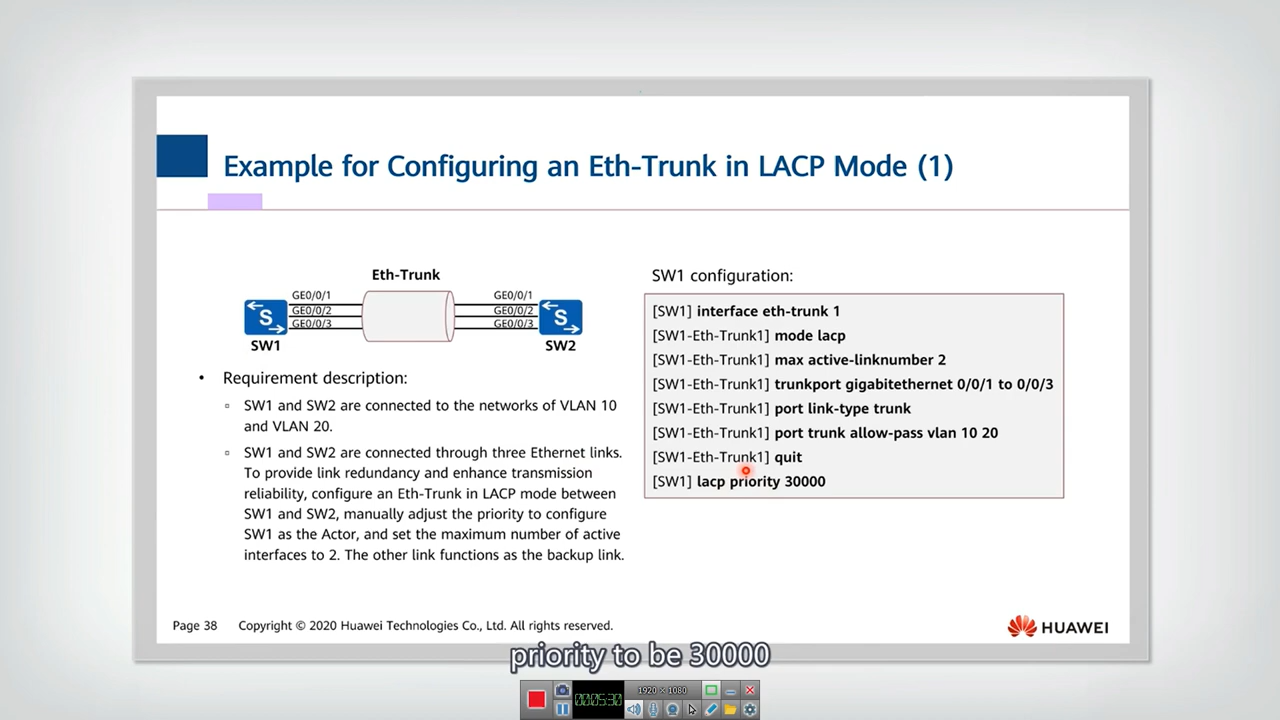 Example for Configuring an Eth-Trunk in LACP Mode (1)
Eth-Trunk
GE0/0/1
GE0/0/2
GE0/0/3
S
SW1
GE0/0/1
GE0/0/2
GE0/0/3
S
SW2
• Requirement description:
▫ SW1 and SW2 are connected to the networks of VLAN 10
and VLAN 20.
▫ SW1 and SW2 are connected through three Ethernet links.
To provide link redundancy and enhance transmission
reliability, configure an Eth-Trunk in LACP mode between
SW1 and SW2, manually adjust the priority to configure
SW1 as the Actor, and set the maximum number of active
interfaces to 2. The other link functions as the backup link.
SW1 configuration:
[SW1] interface eth-trunk 1
[SW1-Eth-Trunk1] mode lacp
[SW1-Eth-Trunk1] max active-linknumber 2
[SW1-Eth-Trunk1] trunkport gigabitethernet 0/0/1 to 0/0/3
[SW1-Eth-Trunk1] port link-type trunk
[SW1-Eth-Trunk1] port trunk allow-pass vlan 10 20
[SW1-Eth-Trunk1] quit
[SW1] lacp priority 30000
Page 38 Copyright © 2020 Huawei Technologies Co., Ltd. All rights reserved.
HUAWEI
priority to be 30000
00:05:30
1920 × 1080